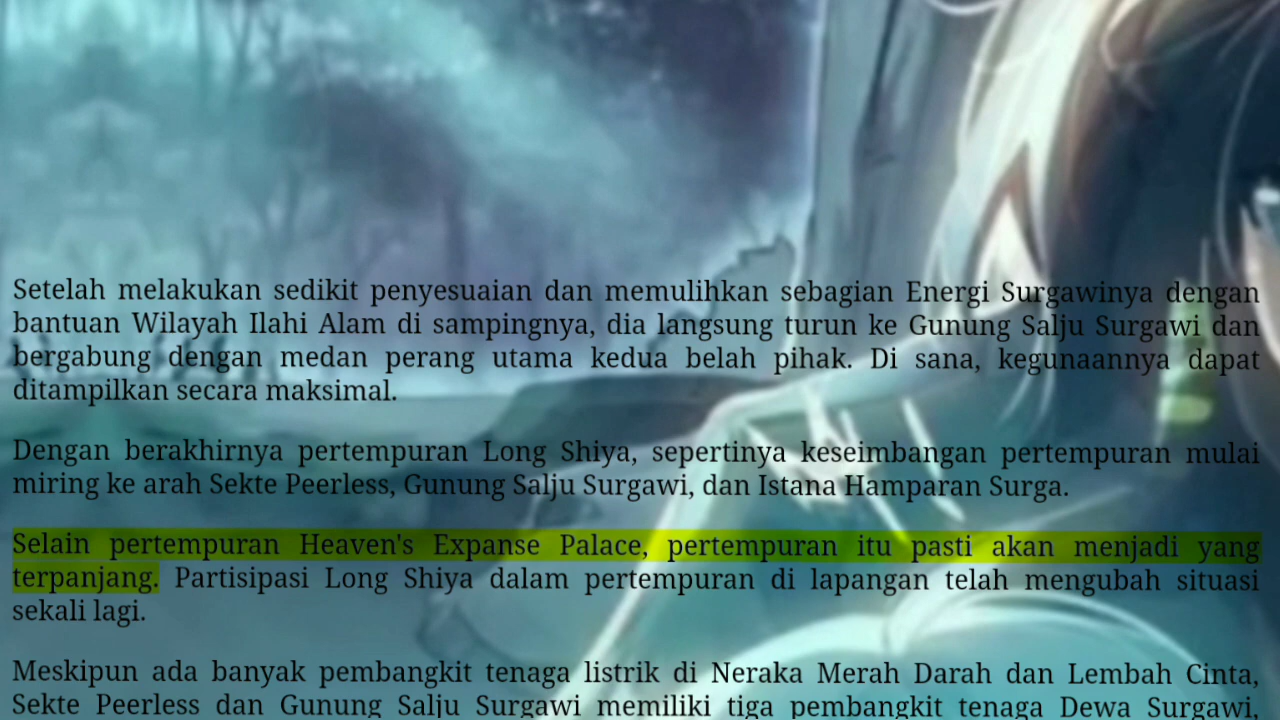 Setelah melakukan sedikit penyesuaian dan memulihkan sebagian Energi Surgawinya dengan
bantuan Wilayah Ilahi Alam di sampingnya, dia langsung turun ke Gunung Salju Surgawi dan
bergabung dengan medan perang utama kedua belah pihak. Di sana, kegunaannya dapat
ditampilkan secara maksimal.
Dengan berakhirnya pertempuran Long Shiya, sepertinya keseimbangan pertempuran mulai
miring ke arah Sekte Peerless, Gunung Salju Surgawi, dan Istana Hamparan Surga.
Selain pertempuran Heaven's Expanse Palace, pertempuran itu pasti akan menjadi yang
terpanjang. Partisipasi Long Shiya dalam pertempuran di lapangan telah mengubah situasi
sekali lagi.
Meskipun ada banyak pembangkit tenaga listrik di Neraka Merah Darah dan Lembah Cinta,
Sekte Peerless dan Gunung Salju Surgawi memiliki tiga pembangkit tenaga Dewa Surgawi,